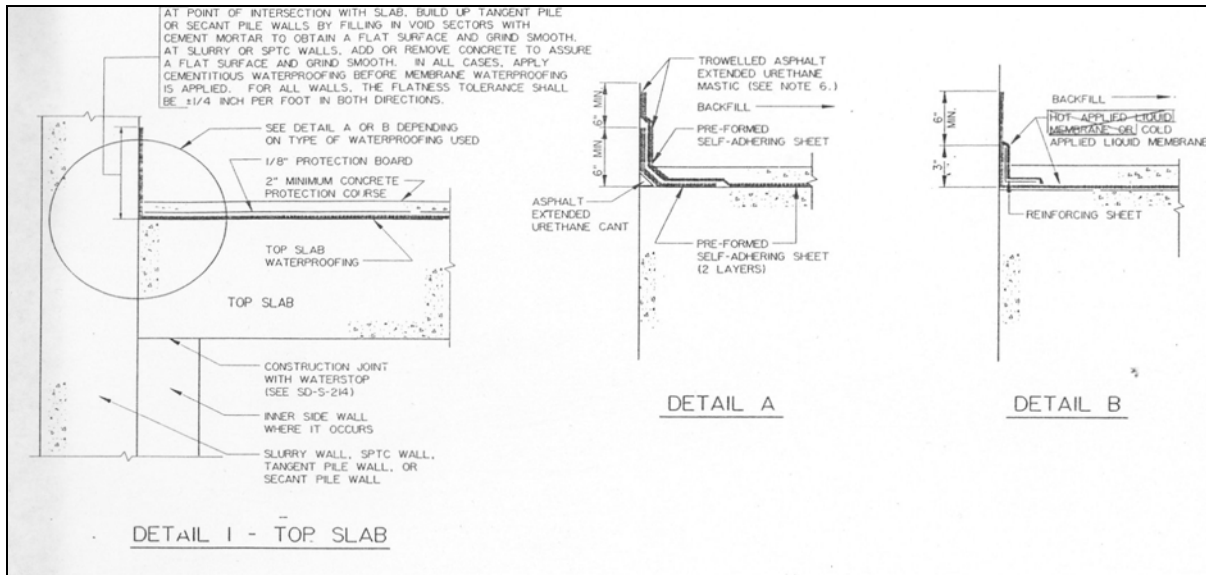 AT POINT OF INTERSECTION WITH SLAB, BUILD UP TANGENT PILE
OR SECANT PILE WALLS BY FILLING IN VOID SECTORS WITH
CEMENT MORTAR TO OBTAIN A FLAT SURFACE AND GRIND SMOOTH.
AT SLURRY OR SPTC WALLS, ADD OR REMOVE CONCRETE TO ASSURE
A FLAT SURFACE AND GRIND SMOOTH. IN ALL CASES, APPLY
CEMENTITIOUS WATERPROOFING BEFORE MEMBRANE WATERPROOFING
IS APPLIED. FOR ALL WALLS, THE FLATNESS TOLERANCE SHALL
BE ±1/4 INCH PER FOOT IN BOTH DIRECTIONS.
SEE DETAIL A OR B DEPENDING
ON TYPE OF WATERPROOFING USED
1/8" PROTECTION BOARD
2" MINIMUM CONCRETE
PROTECTION COURSE
TOP SLAB
WATERPROOFING
TOP SLAB
CONSTRUCTION JOINT
WITH WATERSTOP
(SEE SD-S-214)
INNER SIDE WALL
WHERE IT OCCURS
SLURRY WALL, SPTC WALL,
TANGENT PILE WALL, OR
SECANT PILE WALL
DETAIL 1 - TOP SLAB
TROWELLED ASPHALT
EXTENDED URETHANE
MASTIC (SEE NOTE 6.)
BACKFILL
PRE-FORMED
SELF-ADHERING SHEET
6" MIN.
6" MIN.
ASPHALT
EXTENDED
URETHANE CANT
PRE-FORMED
SELF-ADHERING SHEET
(2 LAYERS)
DETAIL A
BACKFILL
HOT APPLIED LIQUID
MEMBRANE OR COLD
APPLIED LIQUID MEMBRANE
6"
MIN.
3"
REINFORCING SHEET
DETAIL B